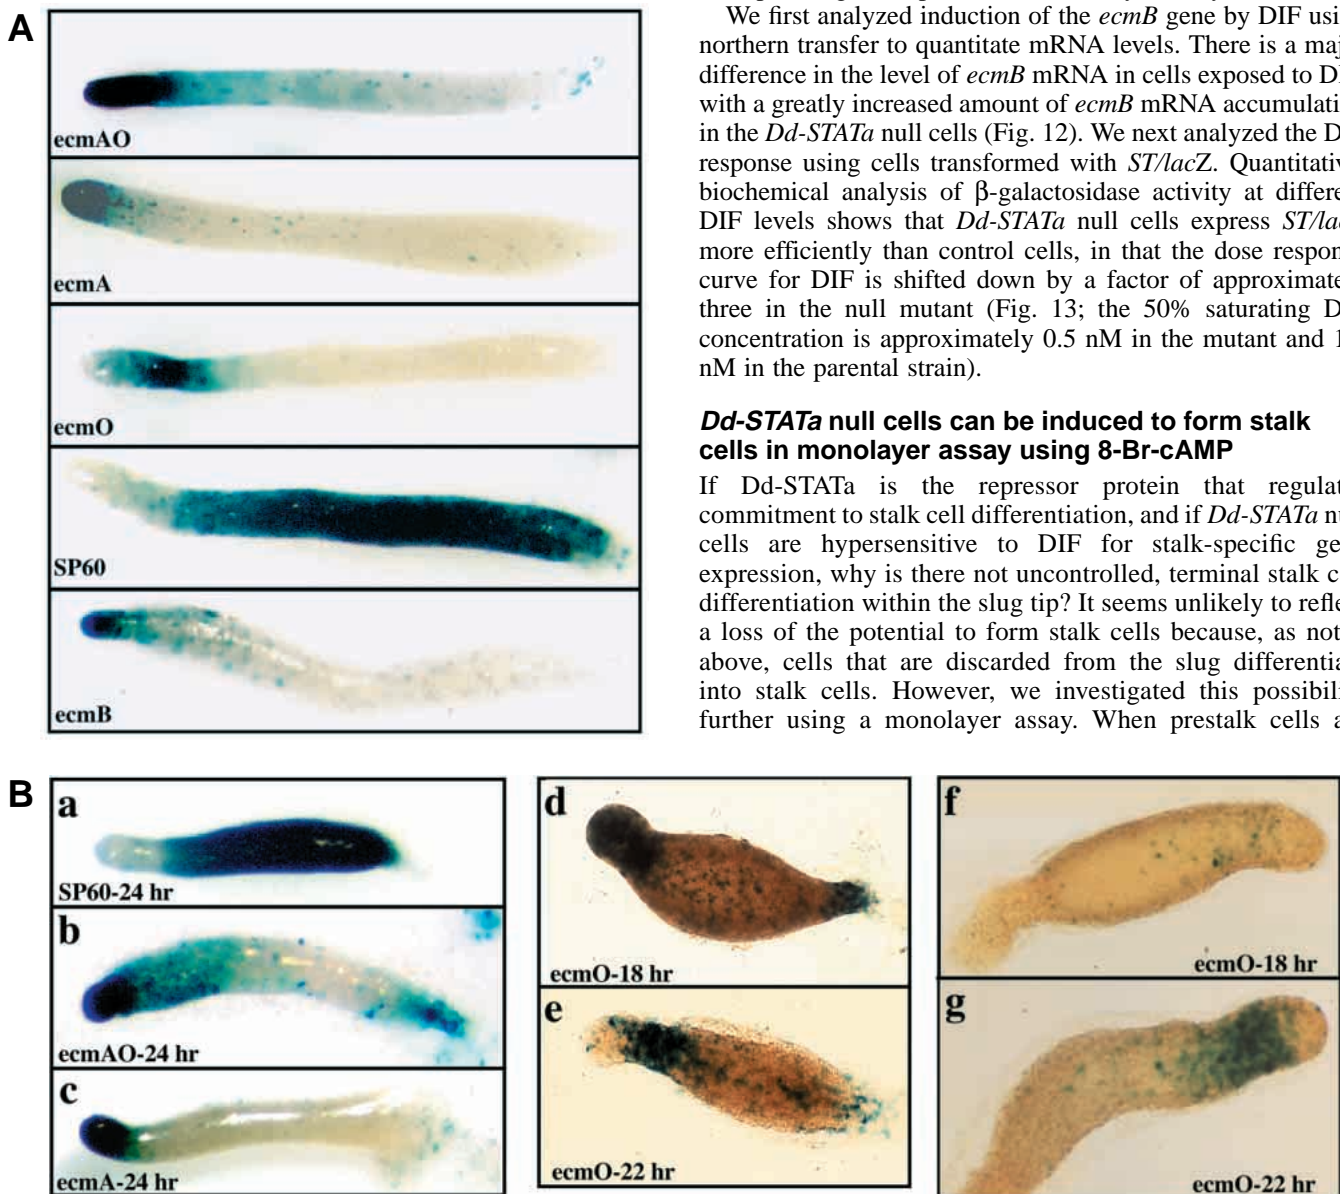 A
ecmAO
ecmA
ecmO
SP60
ecmB
We first analyzed induction of the ecmB gene by DIF usin
northern transfer to quantitate mRNA levels. There is a maj
difference in the level of ecmB mRNA in cells exposed to D
with a greatly increased amount of ecmB mRNA accumulati
in the Dd-STATa null cells (Fig. 12). We next analyzed the D
response using cells transformed with ST/lacZ. Quantitativ
biochemical analysis of β-galactosidase activity at differe
DIF levels shows that Dd-STATa null cells express ST/la
more efficiently than control cells, in that the dose respon
curve for DIF is shifted down by a factor of approximate
three in the null mutant (Fig. 13; the 50% saturating D
concentration is approximately 0.5 nM in the mutant and 1
nM in the parental strain).
Dd-STATa null cells can be induced to form stalk
cells in monolayer assay using 8-Br-cAMP
If Dd-STATa is the repressor protein that regulat
commitment to stalk cell differentiation, and if Dd-STATa n
cells are hypersensitive to DIF for stalk-specific ge
expression, why is there not uncontrolled, terminal stalk c
differentiation within the slug tip? It seems unlikely to refle
a loss of the potential to form stalk cells because, as not
above, cells that are discarded from the slug differentia
into stalk cells. However, we investigated this possibili
further using a monolayer assay. When prestalk cells a
B
a
SP60-24 hr
b
ecmAO-24 hr
c
ecmA-24 hr
d
ecmO-18 hr
e
ecmO-22 hr
f
ecmO-18 hr
g
ecmO-22 hr